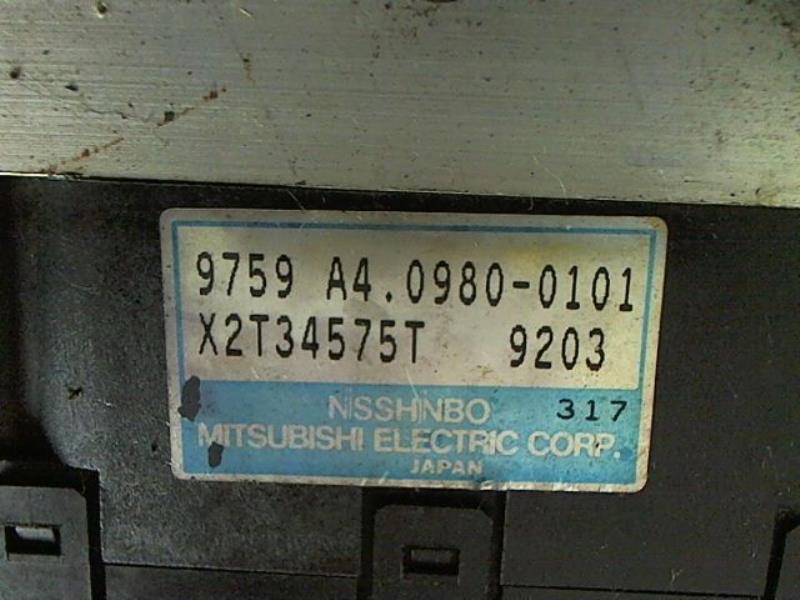 9759 A4.0980-0101
X2T34575T 9203
NISSHINBO 317
MITSUBISHI ELECTRIC CORP.
JAPAN